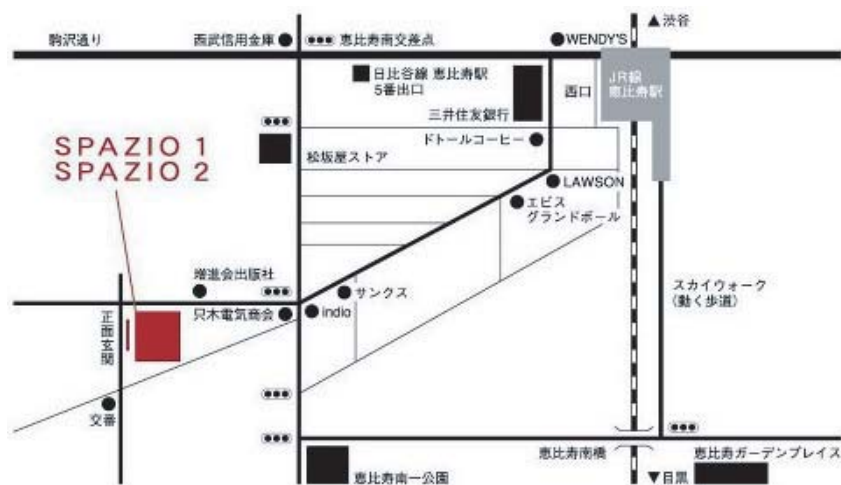 ▲渋谷
駒沢通り
西武信用金庫
恵比寿南交差点
WENDY'S
日比谷線 恵比寿駅
5番出口
西口
JR線
恵比寿駅
三井住友銀行
ドトールコーヒー
松坂屋ストア
SPAZIO 1
SPAZIO 2
LAWSON
エビス
グランドボール
増進会出版社
サンクス
スカイウォーク
(動く歩道)
只木電気商会
indio
正面玄関
交番
恵比寿南橋
恵比寿ガーデンプレイス
恵比寿南一公園
▼目黒